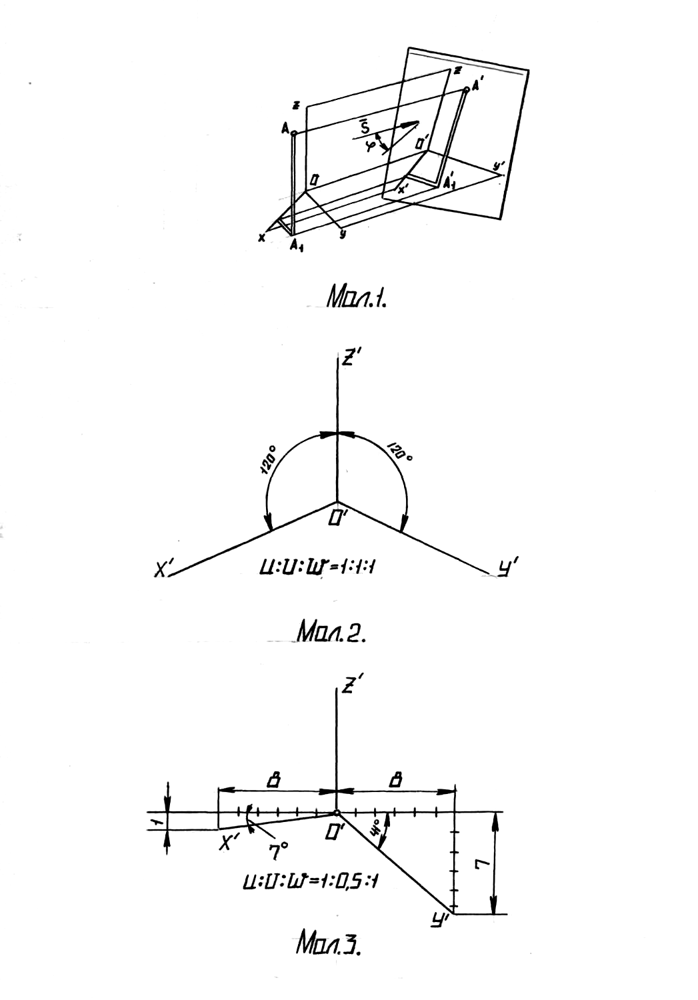 z
z
A'
A
S̄
φ
O'
y'
O
x'
A'₁
x
y
A₁
Мал.1.
Z'
120°
120°
O'
X'
U:U:W=1:1:1
Y'
Мал.2.
Z'
8
8
1
O'
41°
X'
7°
7
U:U:W=1:0,5:1
Y'
Мал.3.